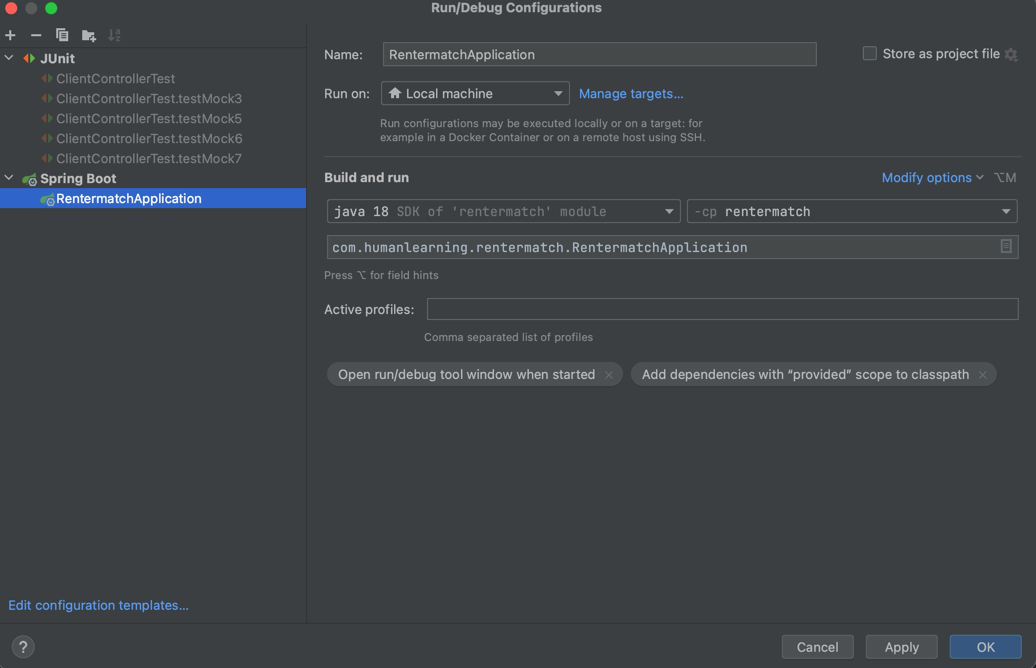 Run/Debug Configurations
JUnit
ClientControllerTest
ClientControllerTest.testMock3
ClientControllerTest.testMock5
ClientControllerTest.testMock6
ClientControllerTest.testMock7
Spring Boot
RentermatchApplication
Edit configuration templates...
Name: RentermatchApplication Store as project file
Run on: Local machine Manage targets...
Run configurations may be executed locally or on a target: for
example in a Docker Container or on a remote host using SSH.
Build and run Modify options ⌥M
java 18 SDK of 'rentermatch' module -cp rentermatch
com.humanlearning.rentermatch.RentermatchApplication
Press ⌥ for field hints
Active profiles:
Comma separated list of profiles
Open run/debug tool window when started × Add dependencies with “provided” scope to classpath ×
? Cancel Apply OK